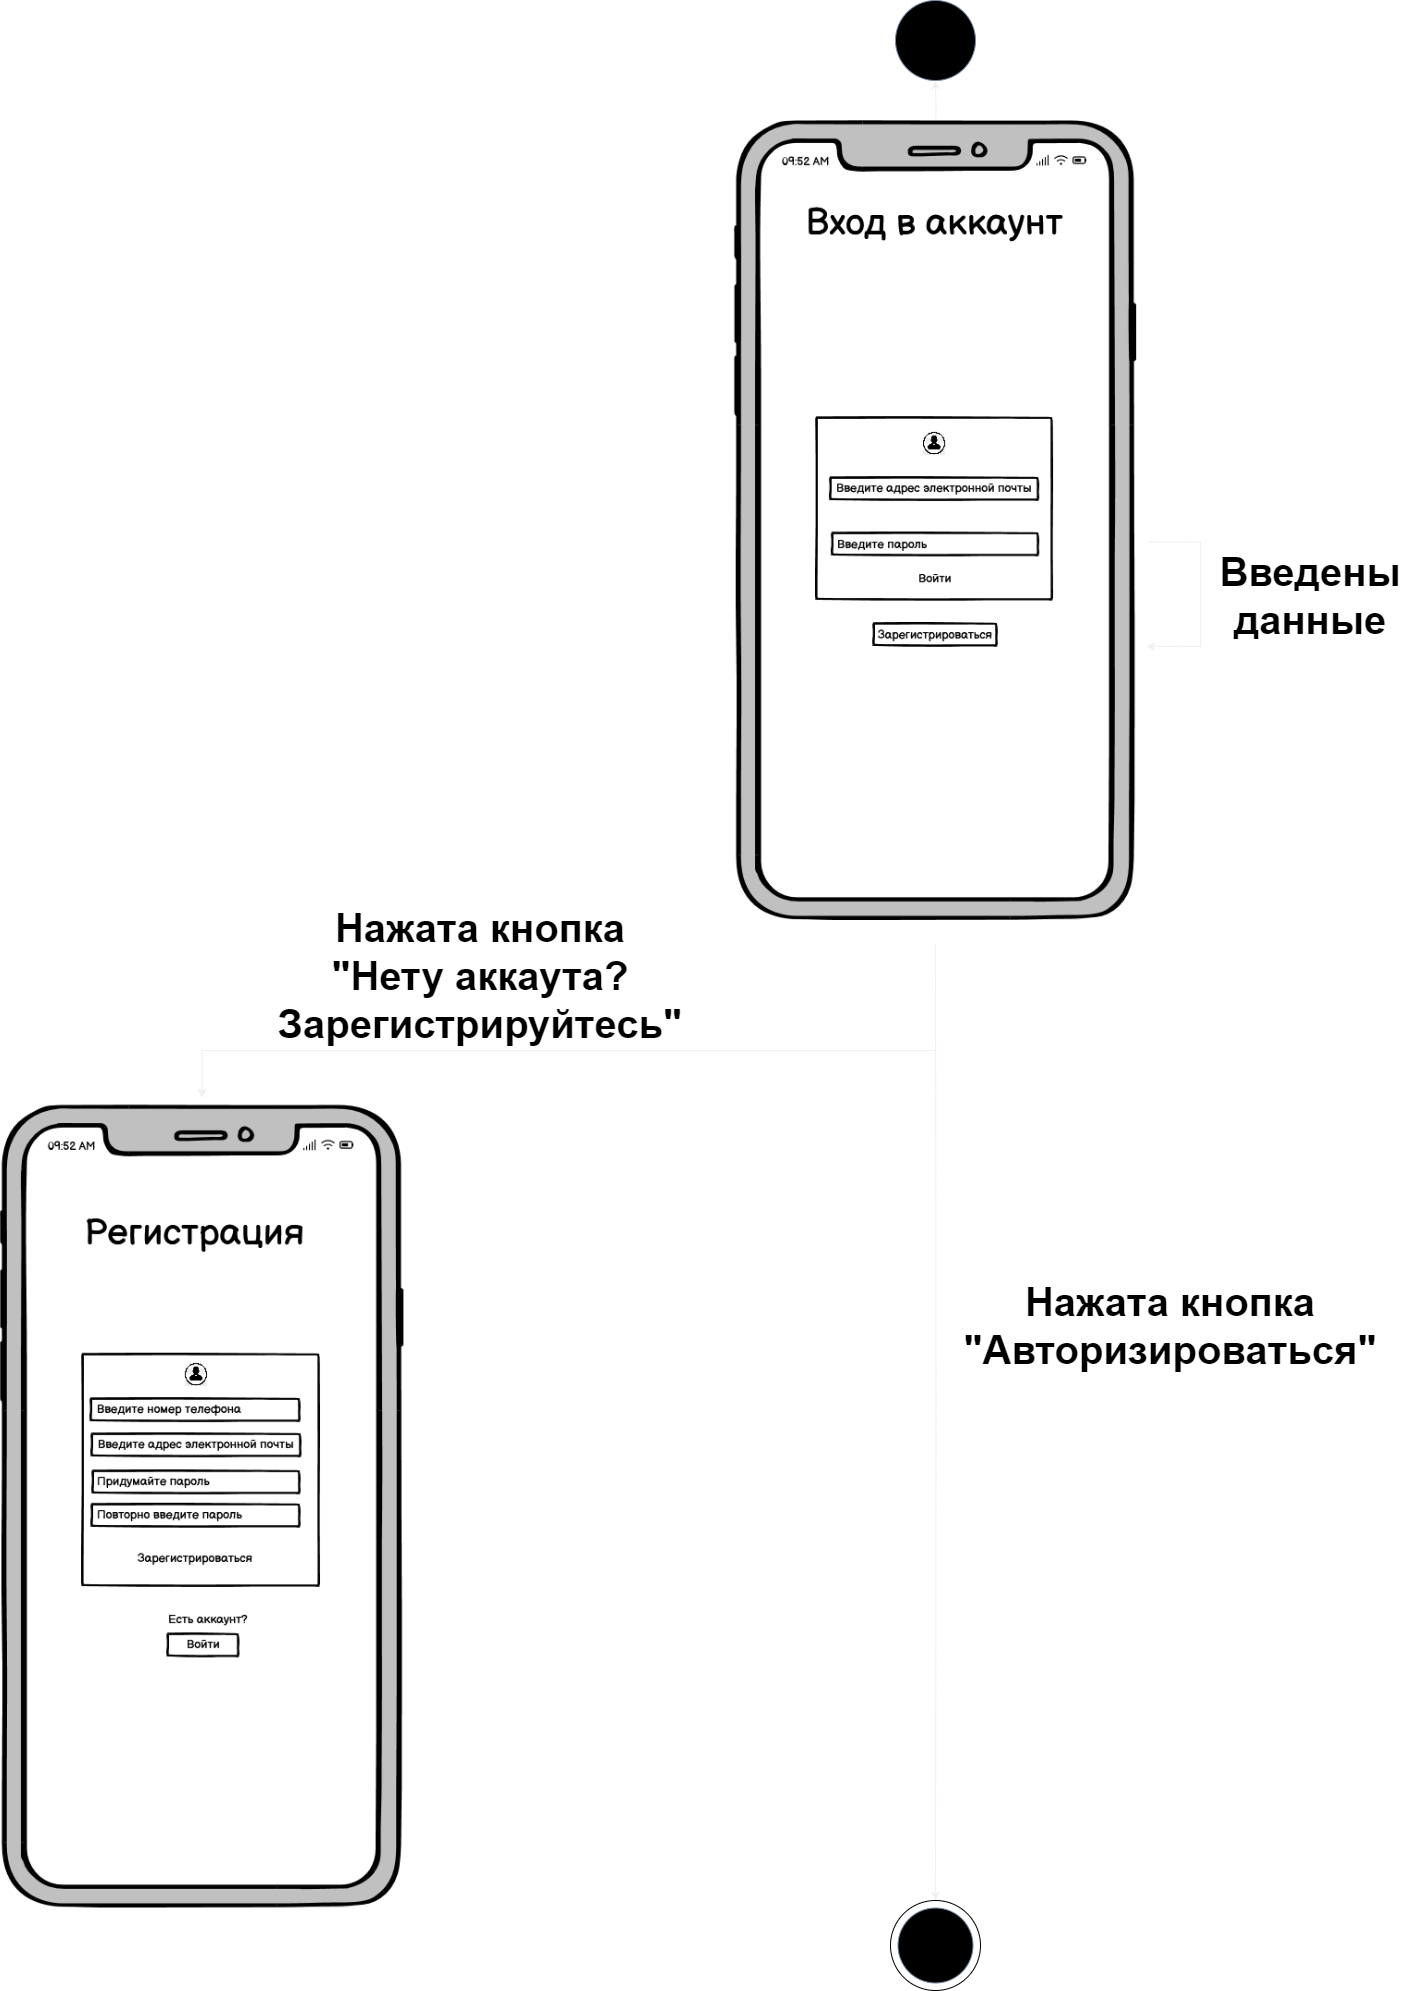 09:52 AM
Вход в аккаунт
Введите адрес электронной почты
Введите пароль
Войти
Зарегистрироваться
Введены
данные
Нажата кнопка
"Нету аккаута?
Зарегистрируйтесь"
09:52 AM
Регистрация
Введите номер телефона
Введите адрес электронной почты
Придумайте пароль
Повторно введите пароль
Зарегистрироваться
Есть аккаунт?
Войти
Нажата кнопка
"Авторизироваться"